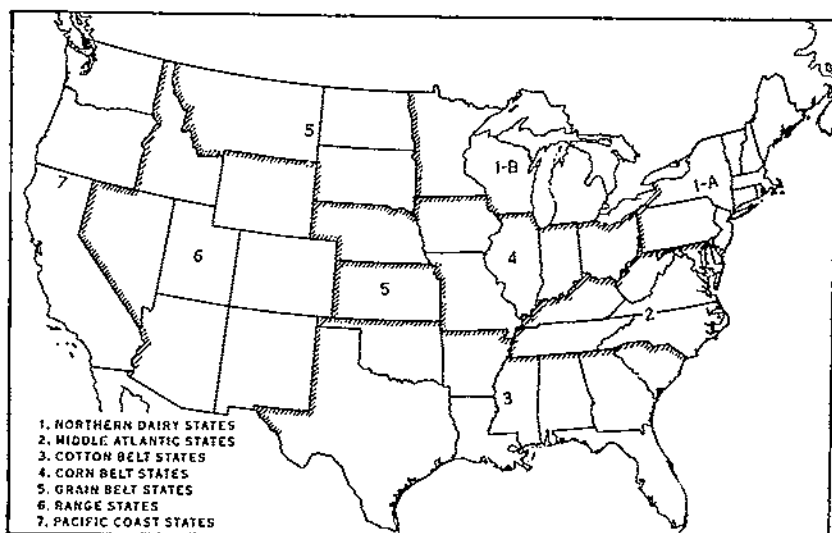 5
1-B
1-A
7
6
4
5
2
3
1. NORTHERN DAIRY STATES
2. MIDDLE ATLANTIC STATES
3. COTTON BELT STATES
4. CORN BELT STATES
5. GRAIN BELT STATES
6. RANGE STATES
7. PACIFIC COAST STATES